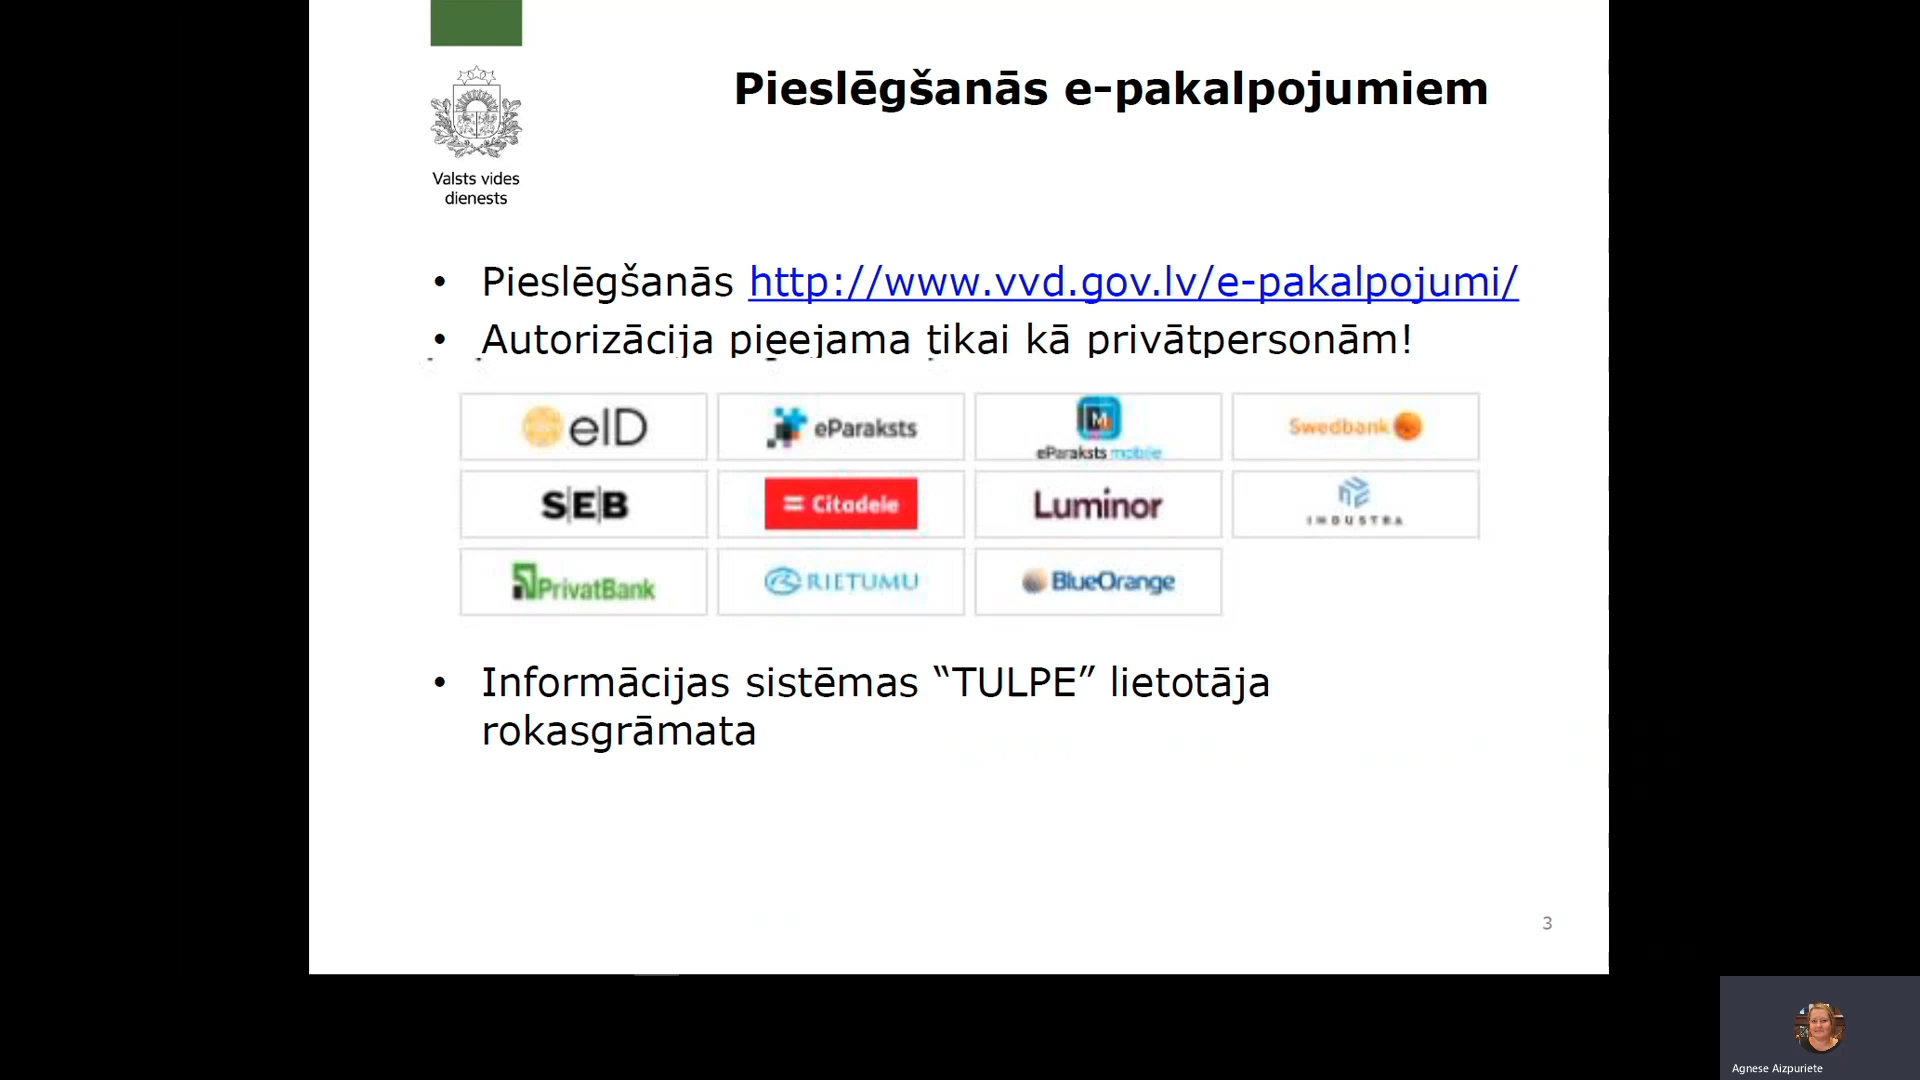 Pieslēgšanās e-pakalpojumiem
Valsts vides
dienests
• Pieslēgšanās http://www.vvd.gov.lv/e-pakalpojumi/
• Autorizācija pieejama tikai kā privātpersonām!
eID
eParaksts
M
eParaksts mobile
Swedbank
S|E|B
Citadele
Luminor
INDUSTRA
PrivatBank
RIETUMU
BlueOrange
• Informācijas sistēmas “TULPE” lietotāja
rokasgrāmata
3
Agnese Aizpuriete